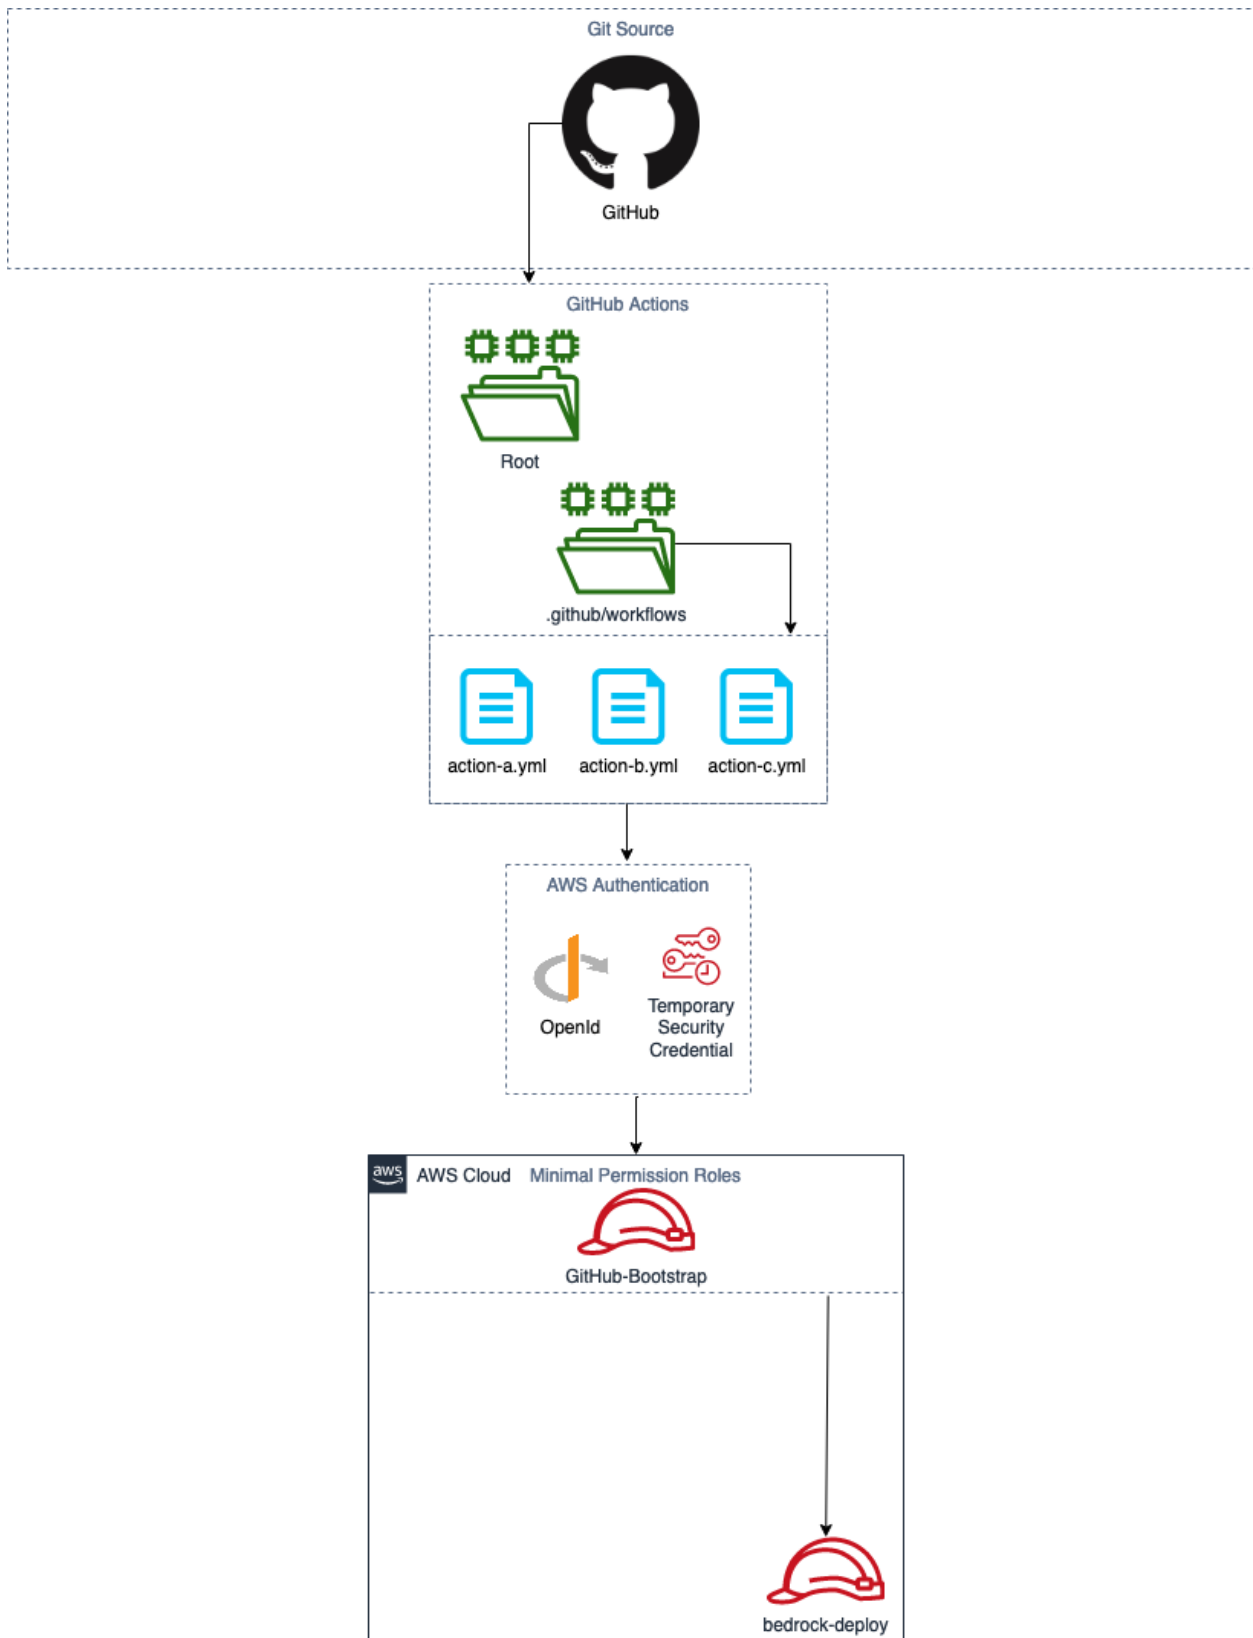 Git Source
GitHub
GitHub Actions
Root
.github/workflows
action-a.yml
action-b.yml
action-c.yml
AWS Authentication
OpenId
Temporary
Security
Credential
aws
AWS Cloud
Minimal Permission Roles
GitHub-Bootstrap
bedrock-deploy